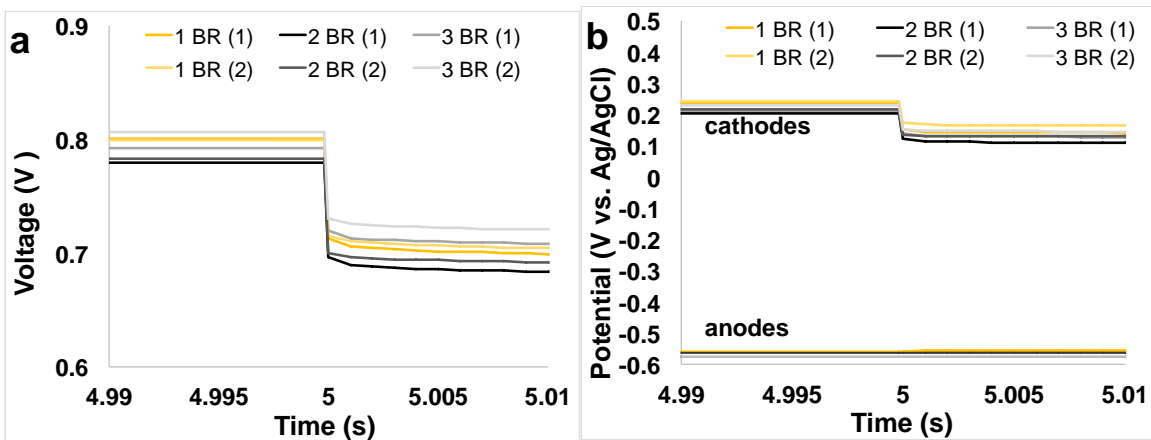 a
0.9
0.8
0.7
0.6
Voltage (V )
1 BR (1) 2 BR (1) 3 BR (1)
1 BR (2) 2 BR (2) 3 BR (2)
4.99 4.995 5 5.005 5.01
Time (s)
b
0.5
0.4
0.3
0.2
0.1
0
-0.1
-0.2
-0.3
-0.4
-0.5
-0.6
Potential (V vs. Ag/AgCl)
1 BR (1) 2 BR (1) 3 BR (1)
1 BR (2) 2 BR (2) 3 BR (2)
cathodes
anodes
4.99 4.995 5 5.005 5.01
Time (s)